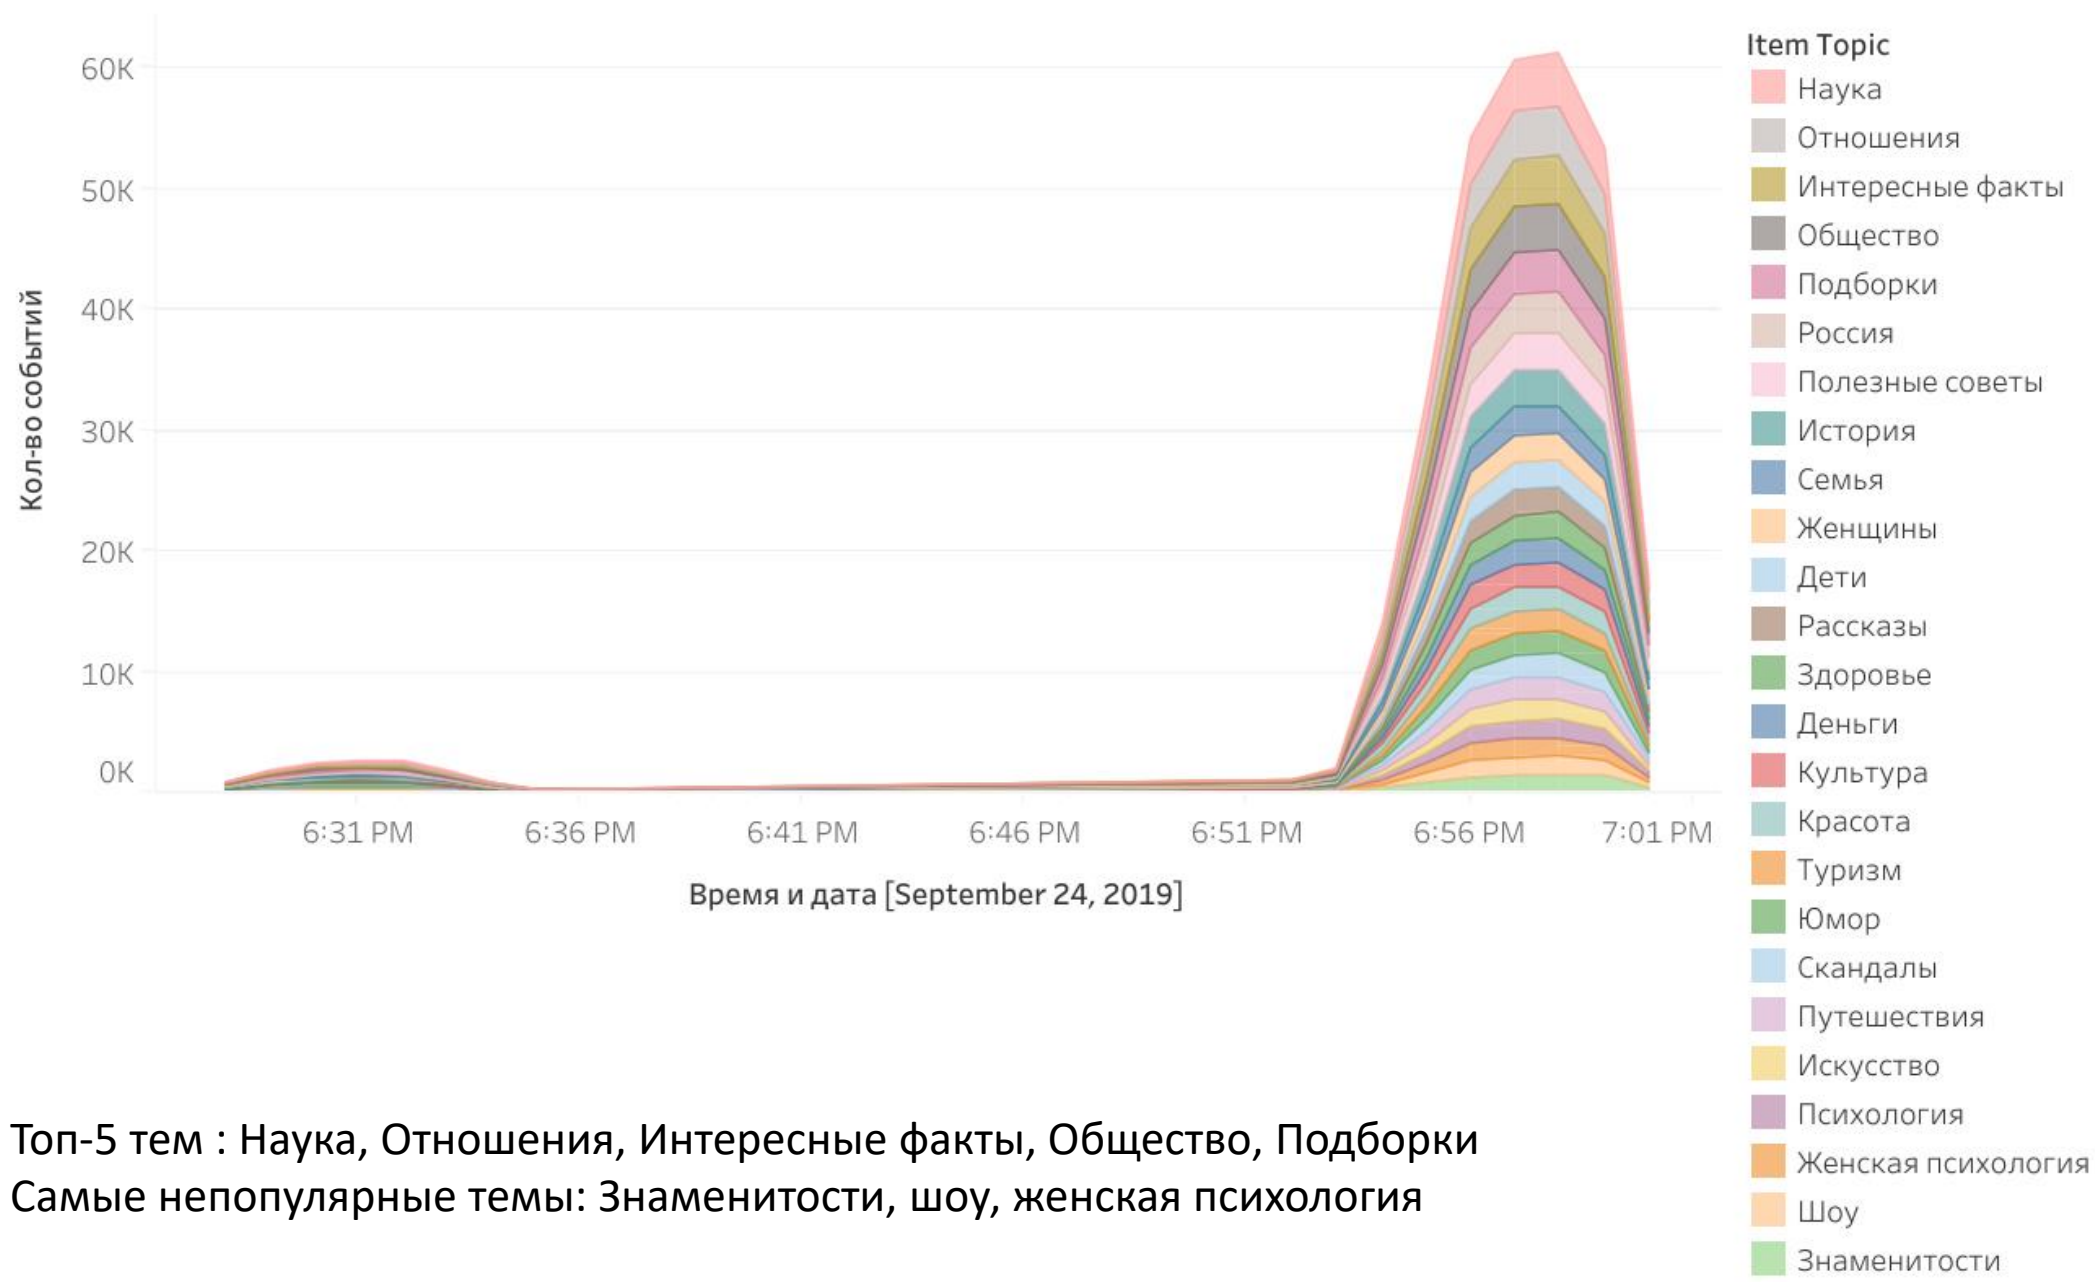 60K
50K
40K
30K
20K
10K
0K
Кол-во событий
6:31 PM
6:36 PM
6:41 PM
6:46 PM
6:51 PM
6:56 PM
7:01 PM
Время и дата [September 24, 2019]
Item Topic
Наука
Отношения
Интересные факты
Общество
Подборки
Россия
Полезные советы
История
Семья
Женщины
Дети
Рассказы
Здоровье
Деньги
Культура
Красота
Туризм
Юмор
Скандалы
Путешествия
Искусство
Психология
Женская психология
Шоу
Знаменитости
Топ-5 тем : Наука, Отношения, Интересные факты, Общество, Подборки
Самые непопулярные темы: Знаменитости, шоу, женская психология